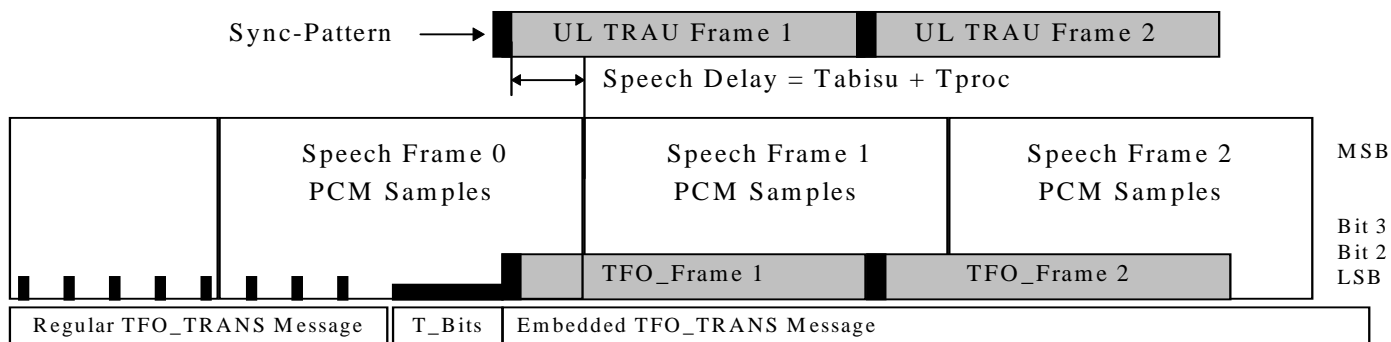 Sync-Pattern
UL TRAU Frame 1
UL TRAU Frame 2
Speech Delay = Tabisu + Tproc
Speech Frame 0
PCM Samples
Speech Frame 1
PCM Samples
Speech Frame 2
PCM Samples
MSB
Bit 3
Bit 2
LSB
TFO_Frame 1
TFO_Frame 2
Regular TFO_TRANS Message
T_Bits
Embedded TFO_TRANS Message